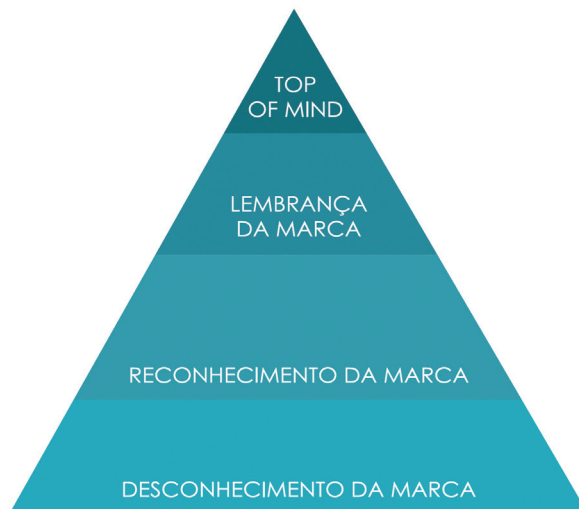 TOP
OF MIND
LEMBRANÇA
DA MARCA
RECONHECIMENTO DA MARCA
DESCONHECIMENTO DA MARCA